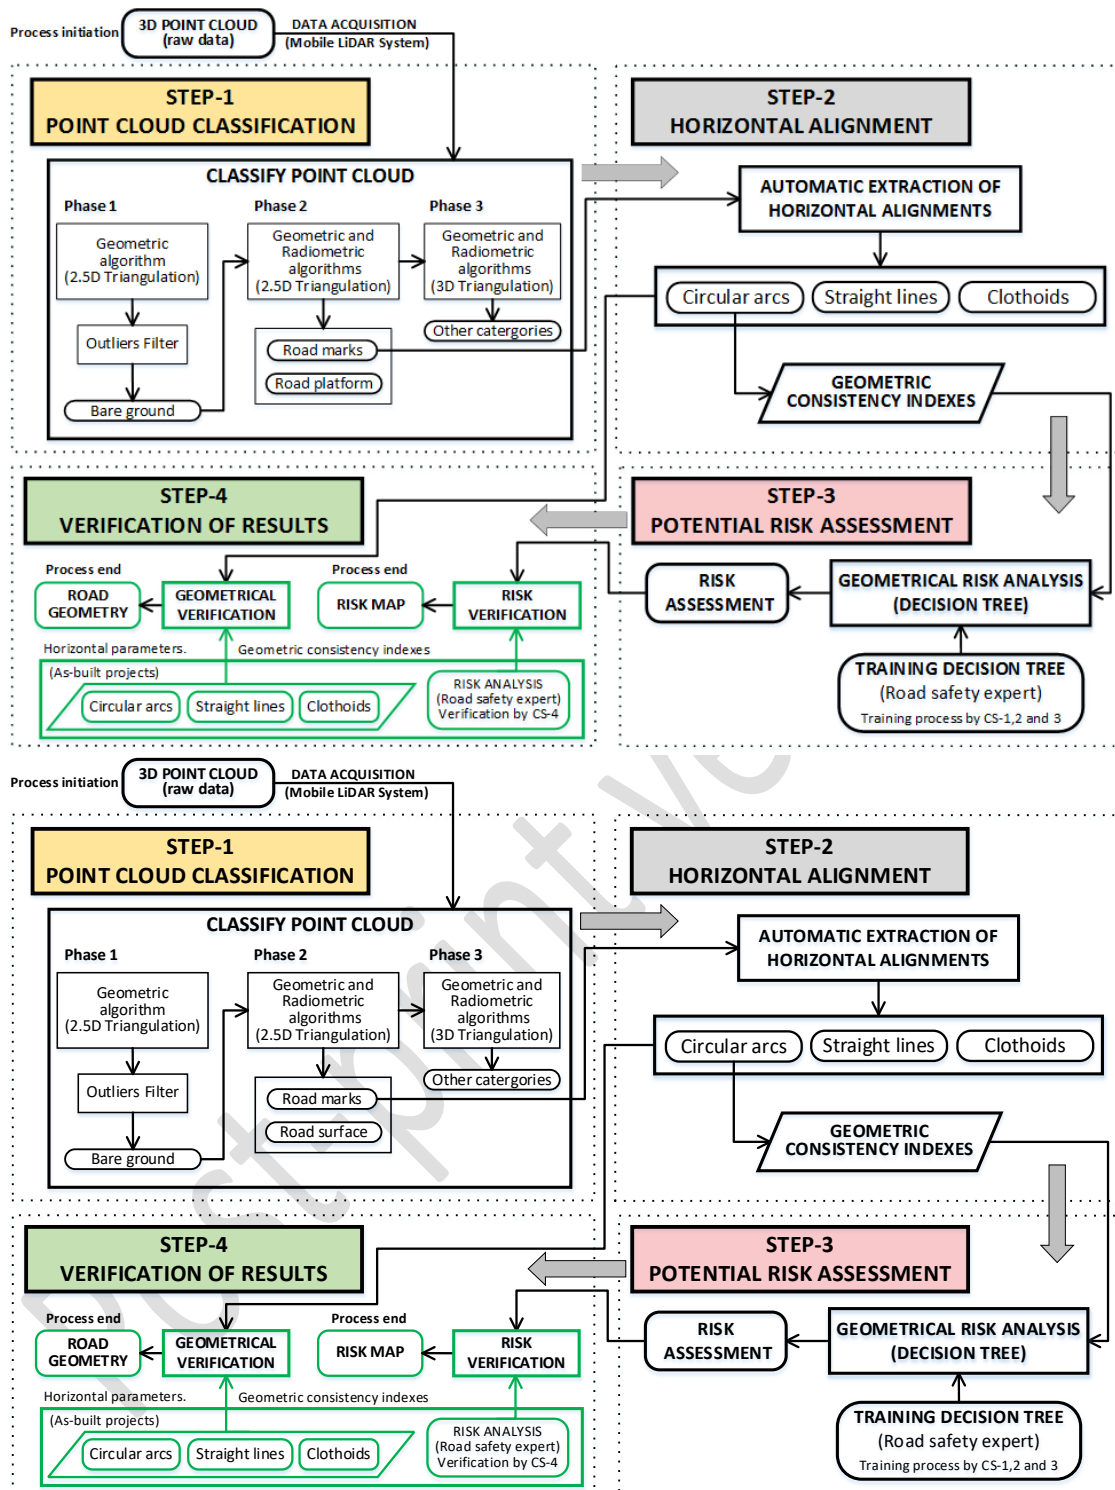 Process initiation
3D POINT CLOUD
(raw data)
DATA ACQUISITION
(Mobile LiDAR System)
STEP-1
POINT CLOUD CLASSIFICATION
CLASSIFY POINT CLOUD
Phase 1
Phase 2
Phase 3
Geometric
algorithm
(2.5D Triangulation)
Geometric and
Radiometric
algorithms
(2.5D Triangulation)
Geometric and
Radiometric
algorithms
(3D Triangulation)
Outliers Filter
Bare ground
Road marks
Road platform
Other catergories
STEP-2
HORIZONTAL ALIGNMENT
AUTOMATIC EXTRACTION OF
HORIZONTAL ALIGNMENTS
Circular arcs
Straight lines
Clothoids
GEOMETRIC
CONSISTENCY INDEXES
STEP-4
VERIFICATION OF RESULTS
Process end
ROAD
GEOMETRY
GEOMETRICAL
VERIFICATION
Process end
RISK MAP
RISK
VERIFICATION
Horizontal parameters.
Geometric consistency indexes
(As-built projects)
Circular arcs
Straight lines
Clothoids
RISK ANALYSIS
(Road safety expert)
Verification by CS-4
STEP-3
POTENTIAL RISK ASSESSMENT
RISK
ASSESSMENT
GEOMETRICAL RISK ANALYSIS
(DECISION TREE)
TRAINING DECISION TREE
(Road safety expert)
Training process by CS-1,2 and 3
Process initiation
3D POINT CLOUD
(raw data)
DATA ACQUISITION
(Mobile LiDAR System)
STEP-1
POINT CLOUD CLASSIFICATION
CLASSIFY POINT CLOUD
Phase 1
Phase 2
Phase 3
Geometric
algorithm
(2.5D Triangulation)
Geometric and
Radiometric
algorithms
(2.5D Triangulation)
Geometric and
Radiometric
algorithms
(3D Triangulation)
Outliers Filter
Bare ground
Road marks
Road surface
Other catergories
STEP-2
HORIZONTAL ALIGNMENT
AUTOMATIC EXTRACTION OF
HORIZONTAL ALIGNMENTS
Circular arcs
Straight lines
Clothoids
GEOMETRIC
CONSISTENCY INDEXES
STEP-4
VERIFICATION OF RESULTS
Process end
ROAD
GEOMETRY
GEOMETRICAL
VERIFICATION
Process end
RISK MAP
RISK
VERIFICATION
Horizontal parameters.
Geometric consistency indexes
(As-built projects)
Circular arcs
Straight lines
Clothoids
RISK ANALYSIS
(Road safety expert)
Verification by CS-4
STEP-3
POTENTIAL RISK ASSESSMENT
RISK
ASSESSMENT
GEOMETRICAL RISK ANALYSIS
(DECISION TREE)
TRAINING DECISION TREE
(Road safety expert)
Training process by CS-1,2 and 3
Post-print ve